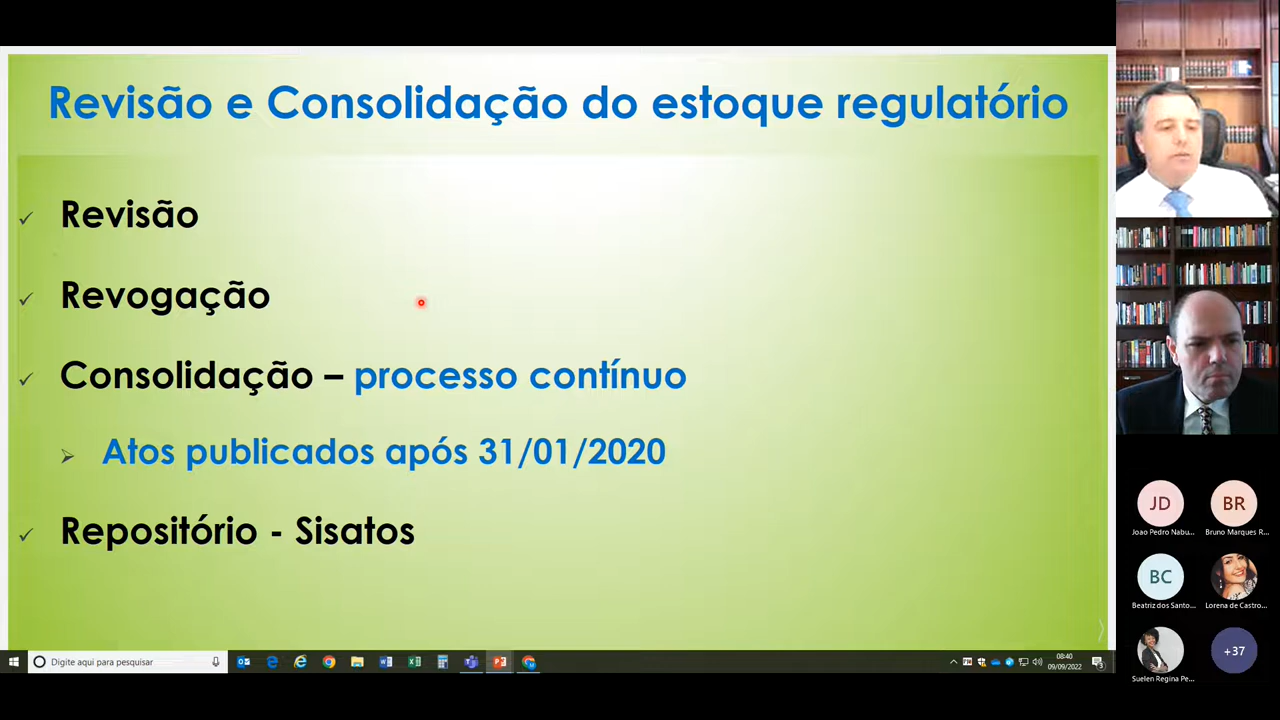 Revisão e Consolidação do estoque regulatório
Revisão
Revogação
Consolidação – processo contínuo
Atos publicados após 31/01/2020
Repositório - Sisatos
JD
BR
Joao Pedro Nabu...
Bruno Marques R...
BC
Beatriz dos Santo...
Lorena de Castro...
+37
Suelen Regina Pe...
Digite aqui para pesquisar
08:40
09/09/2022